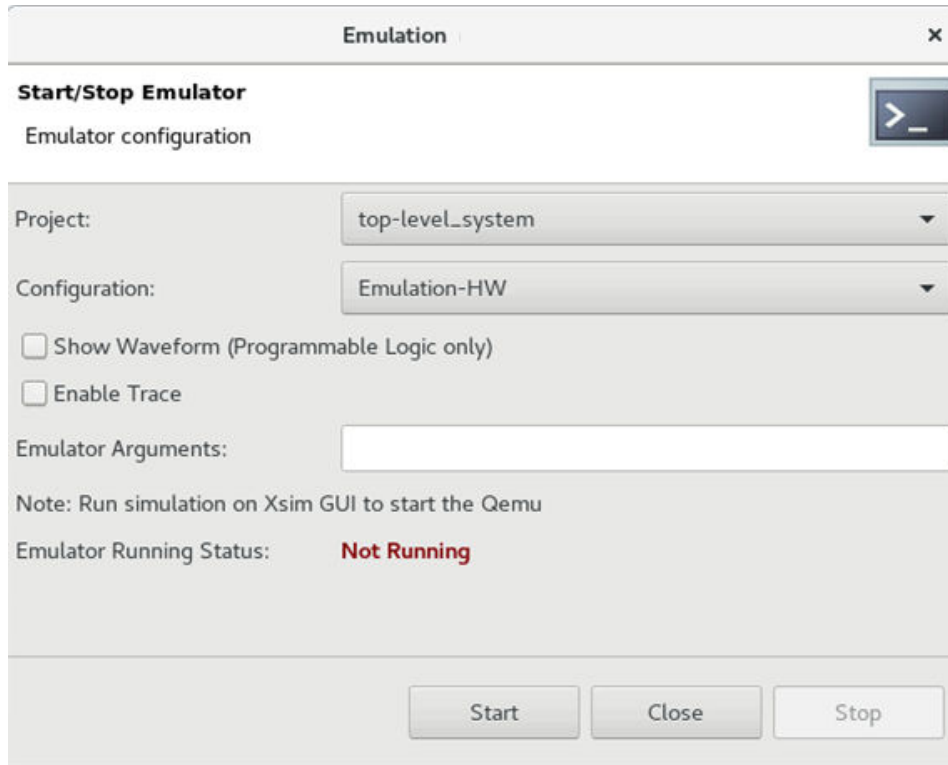 Emulation
Start/Stop Emulator
Emulator configuration
Project: top-level_system
Configuration: Emulation-HW
Show Waveform (Programmable Logic only)
Enable Trace
Emulator Arguments:
Note: Run simulation on Xsim GUI to start the Qemu
Emulator Running Status: Not Running
Start Close Stop